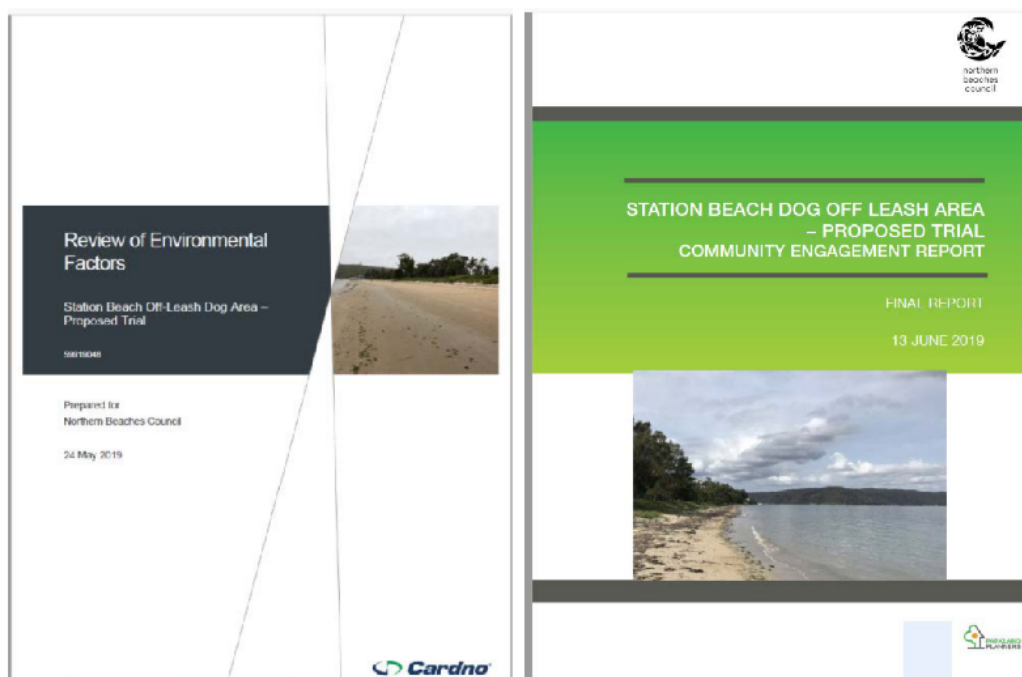 Review of Environmental
Factors
Station Beach Off-Leash Dog Area –
Proposed Trial
Prepared for
Northern Beaches Council
24 May 2019
Cardno
northern
beaches
council
STATION BEACH DOG OFF LEASH AREA
– PROPOSED TRIAL
COMMUNITY ENGAGEMENT REPORT
FINAL REPORT
13 JUNE 2019
PLANNERS